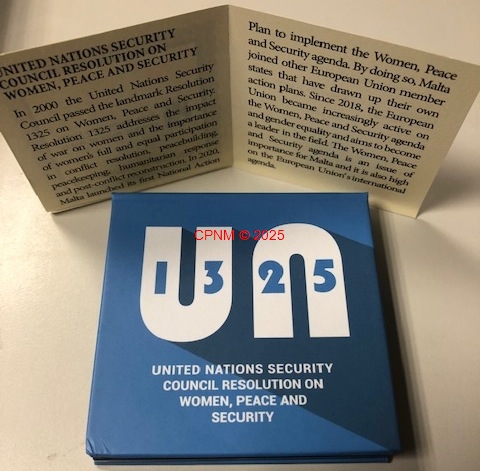 UNITED NATIONS SECURITY
COUNCIL RESOLUTION ON
WOMEN, PEACE AND SECURITY
In 2000 the United Nations Security
Council passed the landmark Resolution
1325 on Women, Peace and Security.
Resolution 1325 addresses the impact
of war on women and the importance
of women's full and equal participation
in conflict resolution, peacebuilding,
peacekeeping, humanitarian response
and post-conflict reconstruction. In 2020,
Malta launched its first National Action
Plan to implement the Women, Peace
and Security agenda. By doing so, Malta
joined other European Union member
states that have drawn up their own
action plans. Since 2018, the European
Union became increasingly active on
the Women, Peace and Security agenda
and gender equality and aims to become
a leader in the field. The Women, Peace
and Security agenda is an issue of
importance for Malta and it is also high
on the European Union's international
agenda.
CPNM © 2025
UN
1325
UNITED NATIONS SECURITY
COUNCIL RESOLUTION ON
WOMEN, PEACE AND
SECURITY